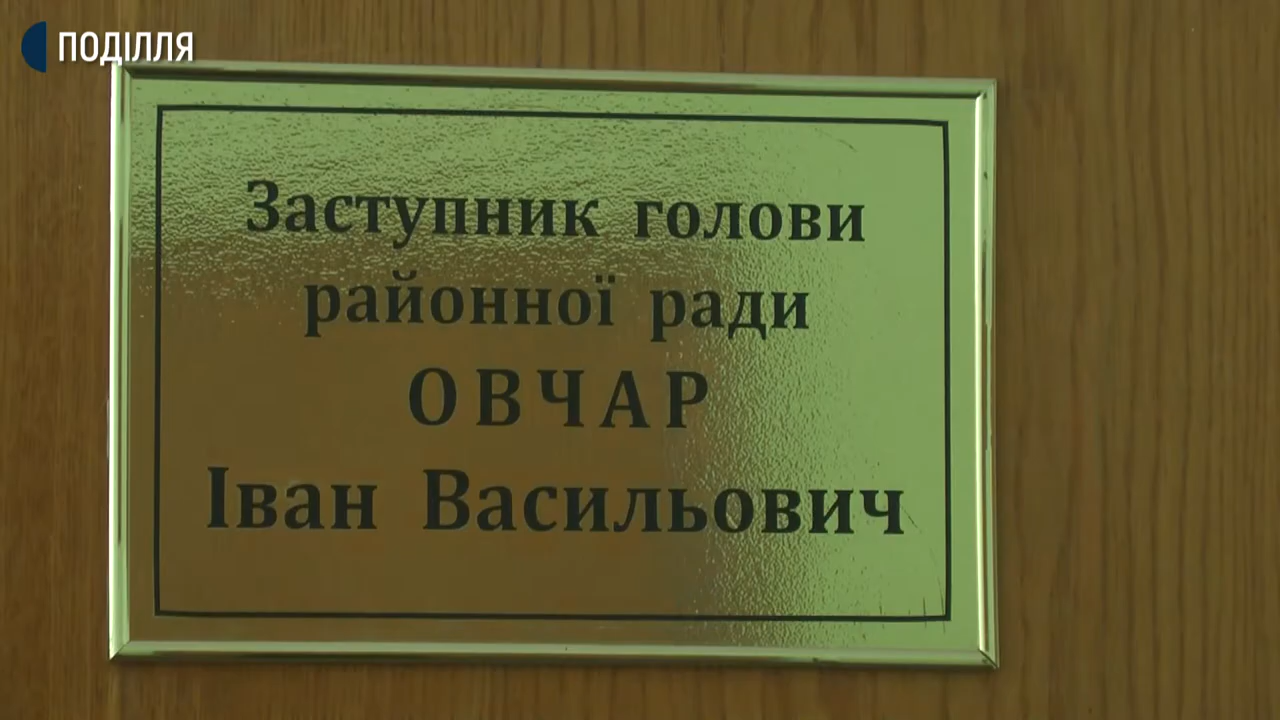 ПОДІЛЛЯ
Заступник голови
районної ради
ОВЧАР
Іван Васильович